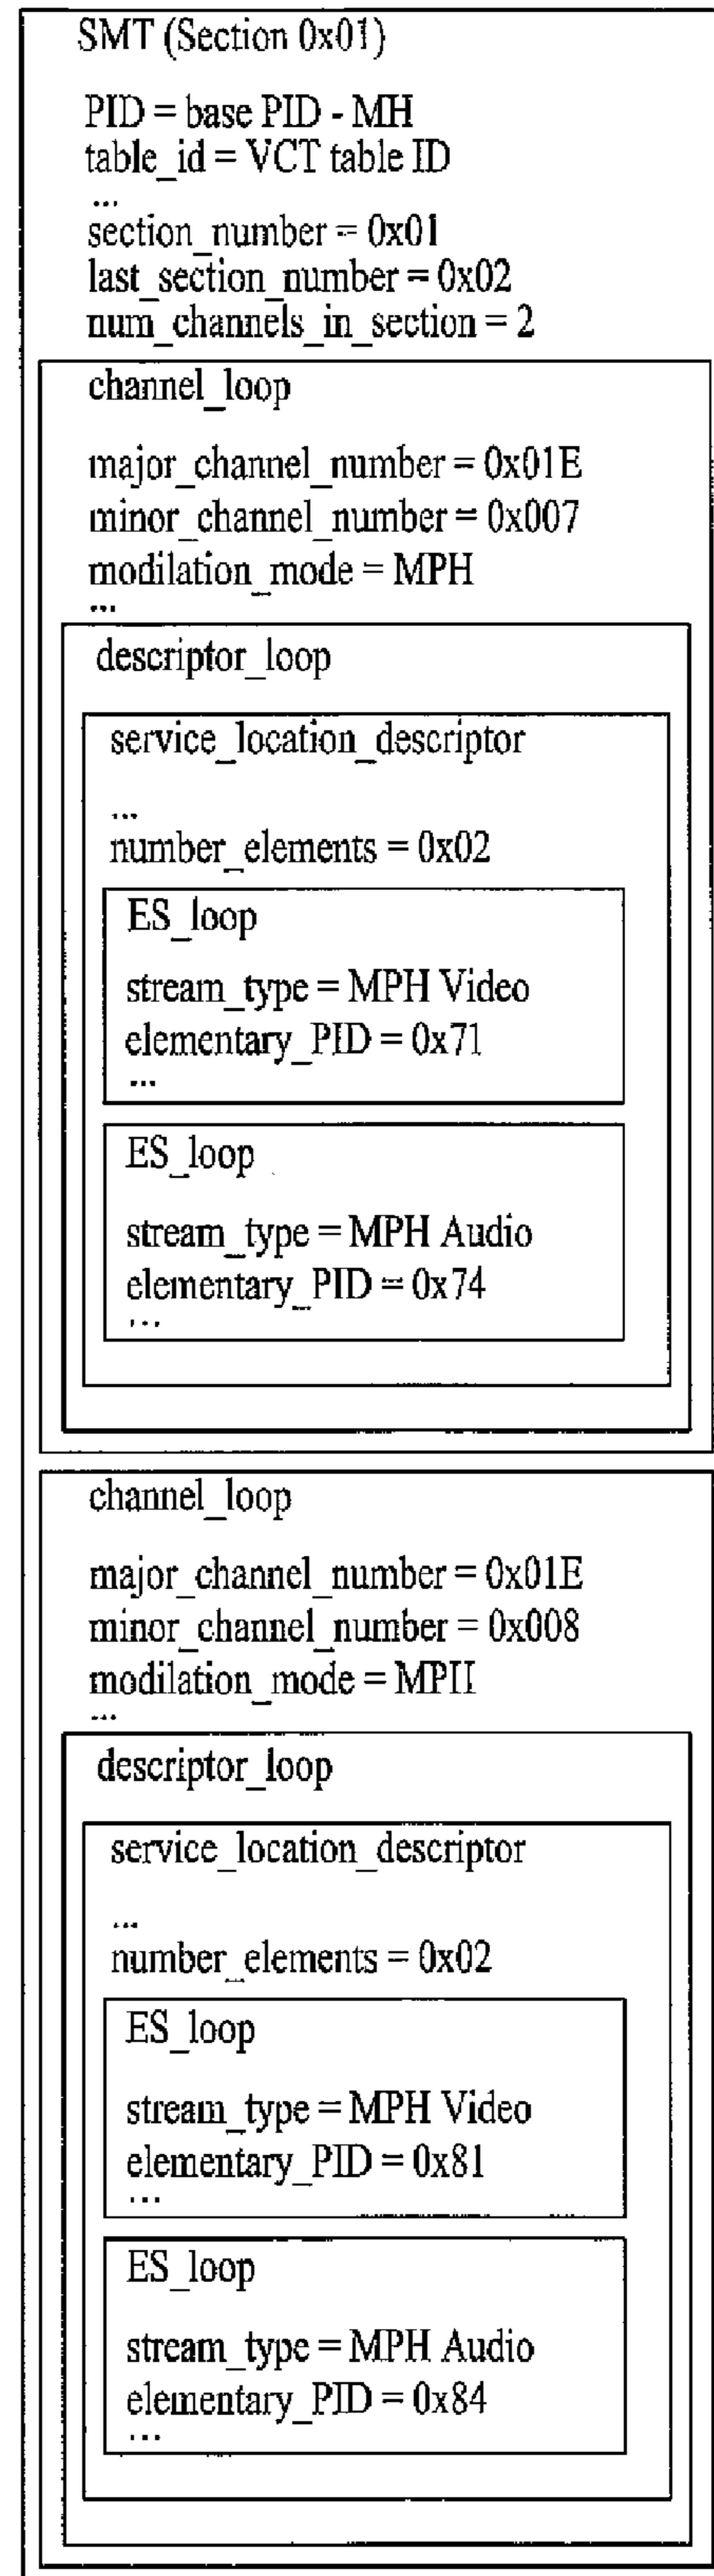 SMT (Section 0x01)
PID = base PID - MH
table_id = VCT table ID
...
section_number = 0x01
last_section_number = 0x02
num_channels_in_section = 2
channel_loop
major_channel_number = 0x01E
minor_channel_number = 0x007
modilation_mode = MPH
...
descriptor_loop
service_location_descriptor
...
number_elements = 0x02
ES_loop
stream_type = MPH Video
elementary_PID = 0x71
...
ES_loop
stream_type = MPH Audio
elementary_PID = 0x74
...
channel_loop
major_channel_number = 0x01E
minor_channel_number = 0x008
modilation_mode = MPH
...
descriptor_loop
service_location_descriptor
...
number_elements = 0x02
ES_loop
stream_type = MPH Video
elementary_PID = 0x81
...
ES_loop
stream_type = MPH Audio
elementary_PID = 0x84
...